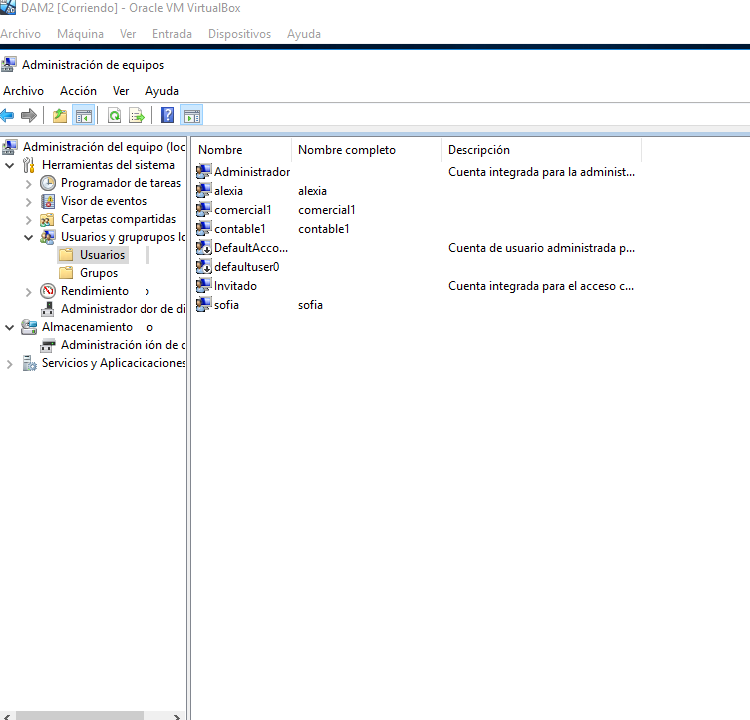 DAM2 [Corriendo] - Oracle VM VirtualBox
Archivo Máquina Ver Entrada Dispositivos Ayuda
Administración de equipos
Archivo Acción Ver Ayuda
Administración del equipo (loc
Herramientas del sistema
Programador de tareas
Visor de eventos
Carpetas compartidas
Usuarios y grupos lo
Usuarios
Grupos
Rendimiento
Administrador dor de di
Almacenamiento o
Administración ión de d
Servicios y Aplicacicaciones
Nombre Nombre completo Descripción
Administrador Cuenta integrada para la administ...
alexia alexia
comercial1 comercial1
contable1 contable1
DefaultAcco... Cuenta de usuario administrada p...
defaultuser0
Invitado Cuenta integrada para el acceso c...
sofia sofia